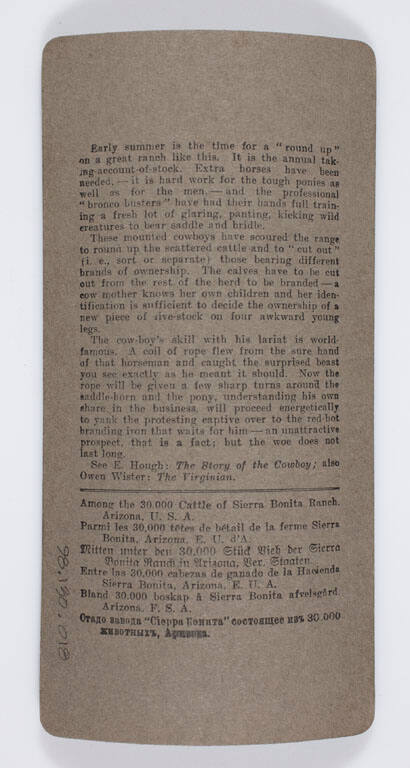 Early summer is the time for a "round up"
on a great ranch like this. It is the annual tak-
ing-account-of-stock. Extra horses have been
needed,—it is hard work for the tough ponies as
well as for the men,—and the professional
"bronco busters" have had their hands full train-
ing a fresh lot of glaring, panting, kicking wild
creatures to bear saddle and bridle.
These mounted cowboys have scoured the range
to round up the scattered cattle and to "cut out"
(i. e., sort or separate) those bearing different
brands of ownership. The calves have to be cut
out from the rest of the herd to be branded—a
cow mother knows her own children and her iden-
tification is sufficient to decide the ownership of a
new piece of live-stock on four awkward young
legs.
The cow-boy's skill with his lariat is world-
famous. A coil of rope flew from the sure hand
of that horseman and caught the surprised beast
you see exactly as he meant it should. Now the
rope will be given a few sharp turns around the
saddle-horn and the pony, understanding his own
share in the business, will proceed energetically
to yank the protesting captive over to the red-hot
branding iron that waits for him—an unattractive
prospect, that is a fact; but the woe does not
last long.
See E. Hough: The Story of the Cowboy; also
Owen Wister: The Virginian.
Among the 30,000 Cattle of Sierra Bonita Ranch,
Arizona, U. S. A.
Parmi les 30,000 têtes de bétail de la ferme Sierra
Bonita, Arizona, E. U. d'A.
Mitten unter den 30,000 Stück Vieh der Sierra
Bonita Ranch in Arizona, Ver. Staaten.
Entre las 30,000 cabezas de ganado de la Hacienda
Sierra Bonita, Arizona, E. U. A.
Bland 30.000 boskap å Sierra Bonita afvelsgård
Arizona, F. S. A.
Стадо завода "Сіерра Бонита" состоящее изъ 30.000
животныхъ, Аризона.
98.190.018